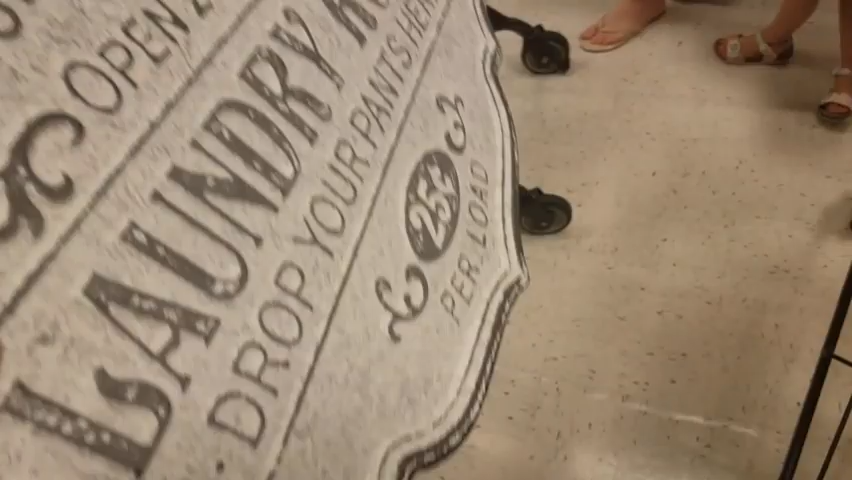 OPEN
LAUNDRY
DROP YOUR PANTS HERE
25¢
PER LOAD